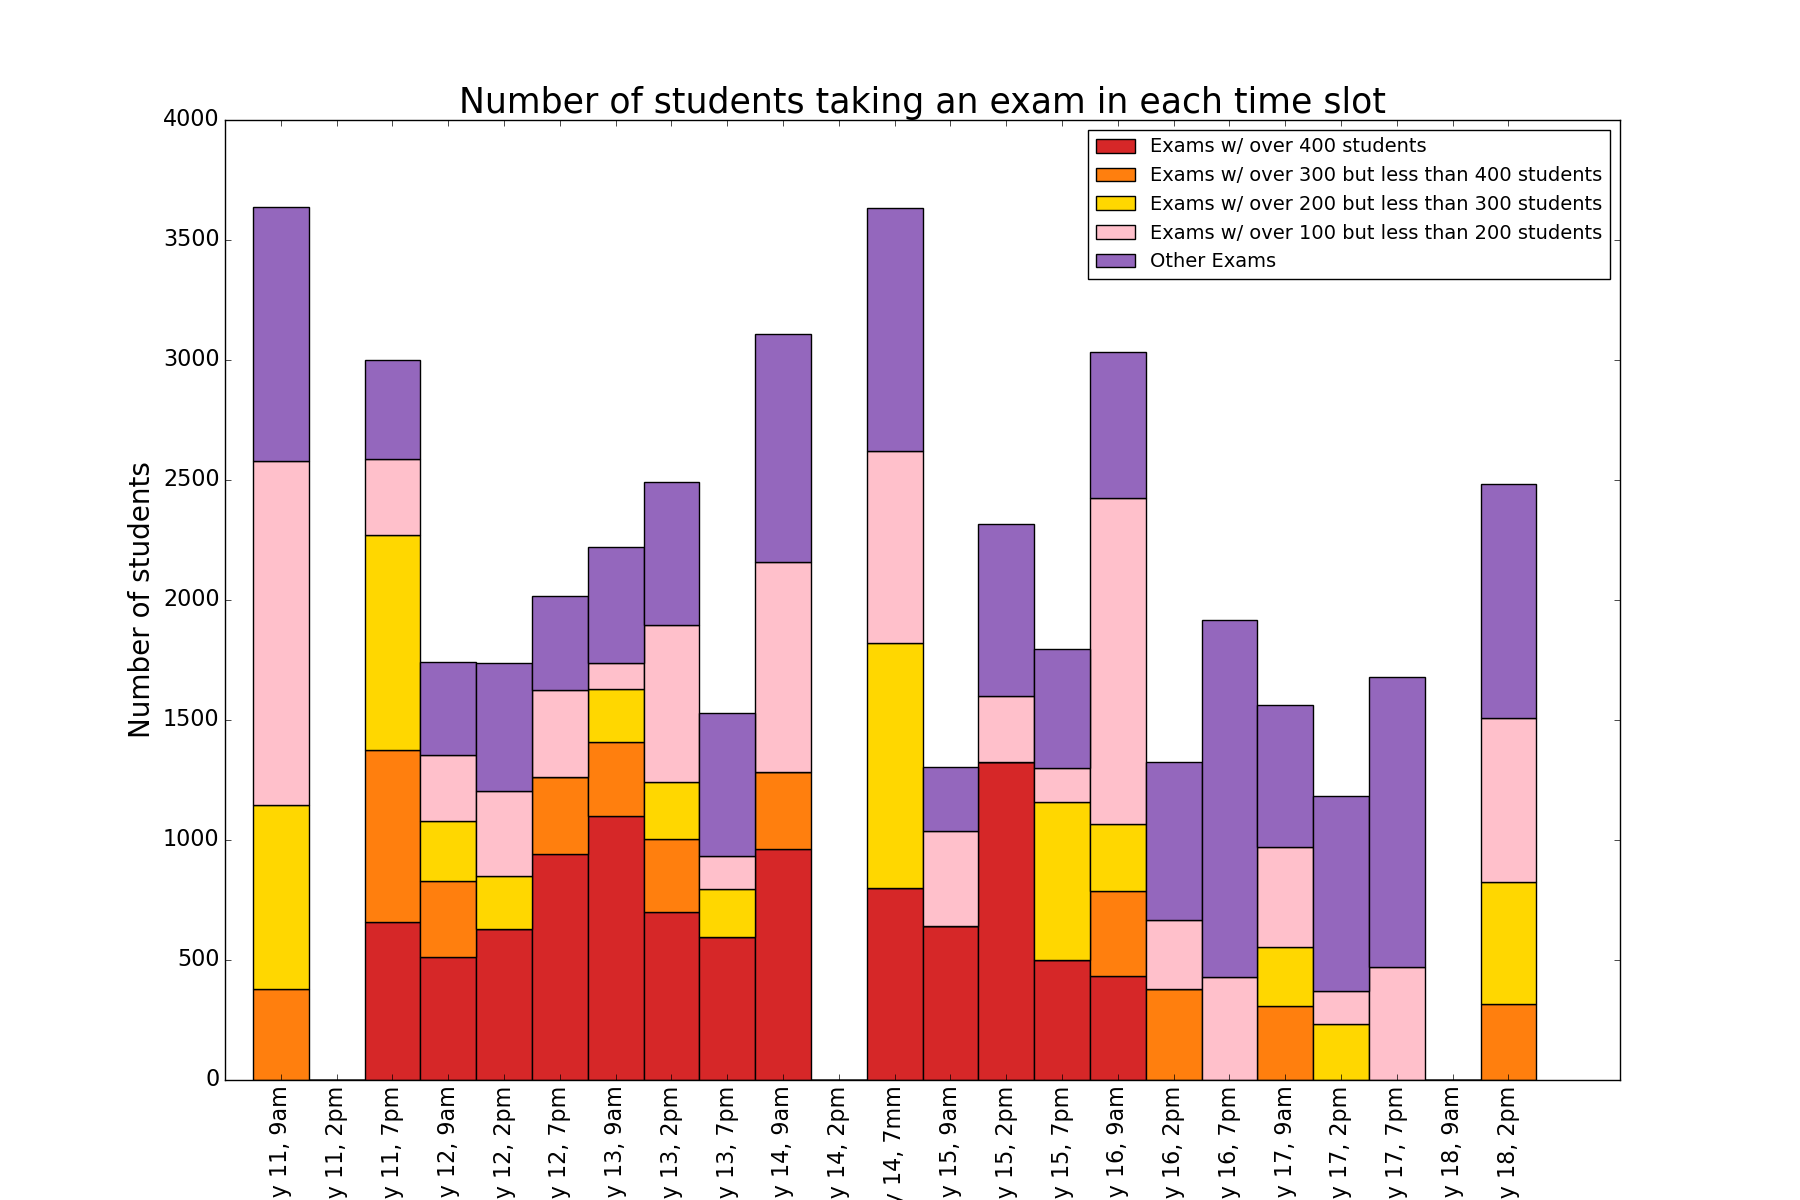 Number of students taking an exam in each time slot
Exams w/ over 400 students
Exams w/ over 300 but less than 400 students
Exams w/ over 200 but less than 300 students
Exams w/ over 100 but less than 200 students
Other Exams
Number of students
4000
3500
3000
2500
2000
1500
1000
500
0
y 11, 9am
y 11, 2pm
y 11, 7pm
y 12, 9am
y 12, 2pm
y 12, 7pm
y 13, 9am
y 13, 2pm
y 13, 7pm
y 14, 9am
y 14, 2pm
y 14, 7mm
y 15, 9am
y 15, 2pm
y 15, 7pm
y 16, 9am
y 16, 2pm
y 16, 7pm
y 17, 9am
y 17, 2pm
y 17, 7pm
y 18, 9am
y 18, 2pm